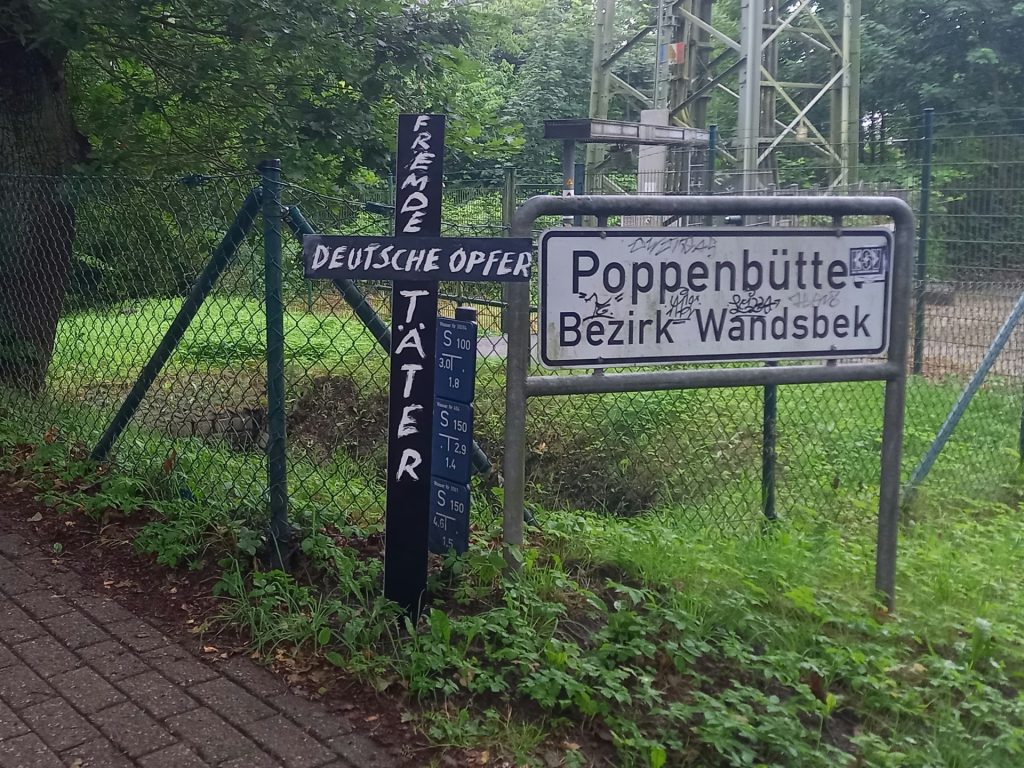 FREMDE
DEUTSCHE OPFER
TÄTER
S 100
3.0
1.8
S 150
2.9
1.4
S 150
4.6
1.5
Poppenbüttel
Bezirk Wandsbek